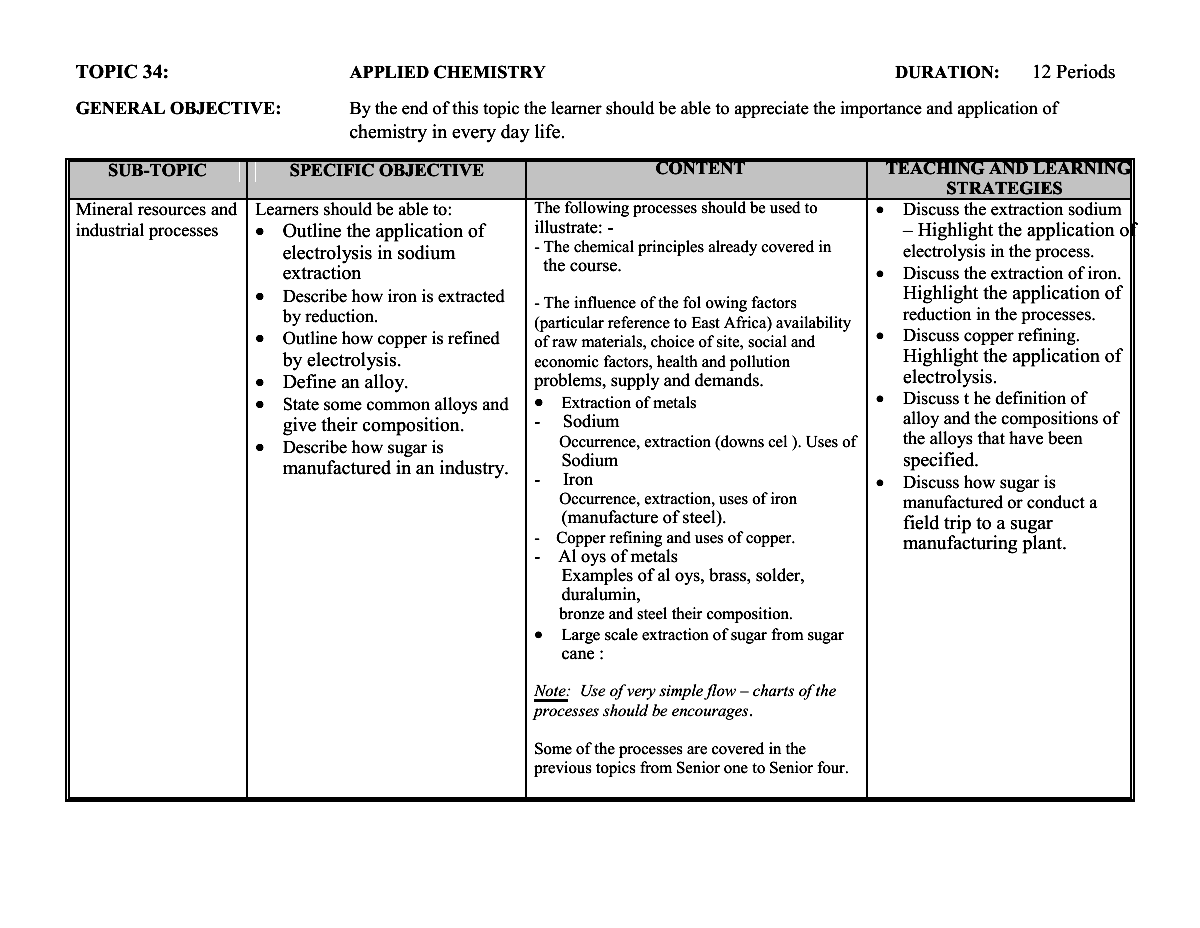 TOPIC 34: APPLIED CHEMISTRY DURATION: 12 Periods
GENERAL OBJECTIVE: By the end of this topic the learner should be able to appreciate the importance and application of
chemistry in every day life.
SUB-TOPIC
SPECIFIC OBJECTIVE
CONTENT
TEACHING AND LEARNING
STRATEGIES
Mineral resources and
industrial processes
Learners should be able to:
• Outline the application of
electrolysis in sodium
extraction
• Describe how iron is extracted
by reduction.
• Outline how copper is refined
by electrolysis.
• Define an alloy.
• State some common alloys and
give their composition.
• Describe how sugar is
manufactured in an industry.
The following processes should be used to
illustrate: -
- The chemical principles already covered in
the course.
- The influence of the fol owing factors
(particular reference to East Africa) availability
of raw materials, choice of site, social and
economic factors, health and pollution
problems, supply and demands.
• Extraction of metals
- Sodium
Occurrence, extraction (downs cel ). Uses of
Sodium
- Iron
Occurrence, extraction, uses of iron
(manufacture of steel).
- Copper refining and uses of copper.
- Al oys of metals
Examples of al oys, brass, solder,
duralumin,
bronze and steel their composition.
• Large scale extraction of sugar from sugar
cane :
Note: Use of very simple flow – charts of the
processes should be encourages.
Some of the processes are covered in the
previous topics from Senior one to Senior four.
• Discuss the extraction sodium
– Highlight the application of
electrolysis in the process.
• Discuss the extraction of iron.
Highlight the application of
reduction in the processes.
• Discuss copper refining.
Highlight the application of
electrolysis.
• Discuss t he definition of
alloy and the compositions of
the alloys that have been
specified.
• Discuss how sugar is
manufactured or conduct a
field trip to a sugar
manufacturing plant.